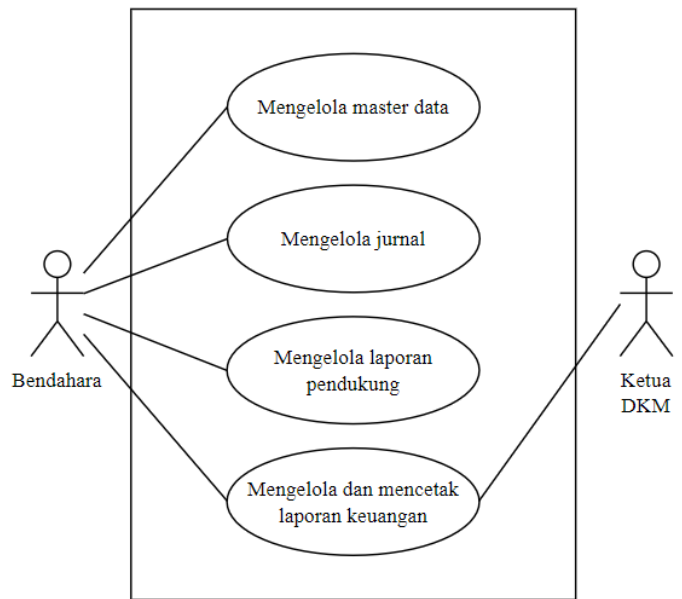 Mengelola master data
Mengelola jurnal
Mengelola laporan
pendukung
Bendahara
Ketua
DKM
Mengelola dan mencetak
laporan keuangan